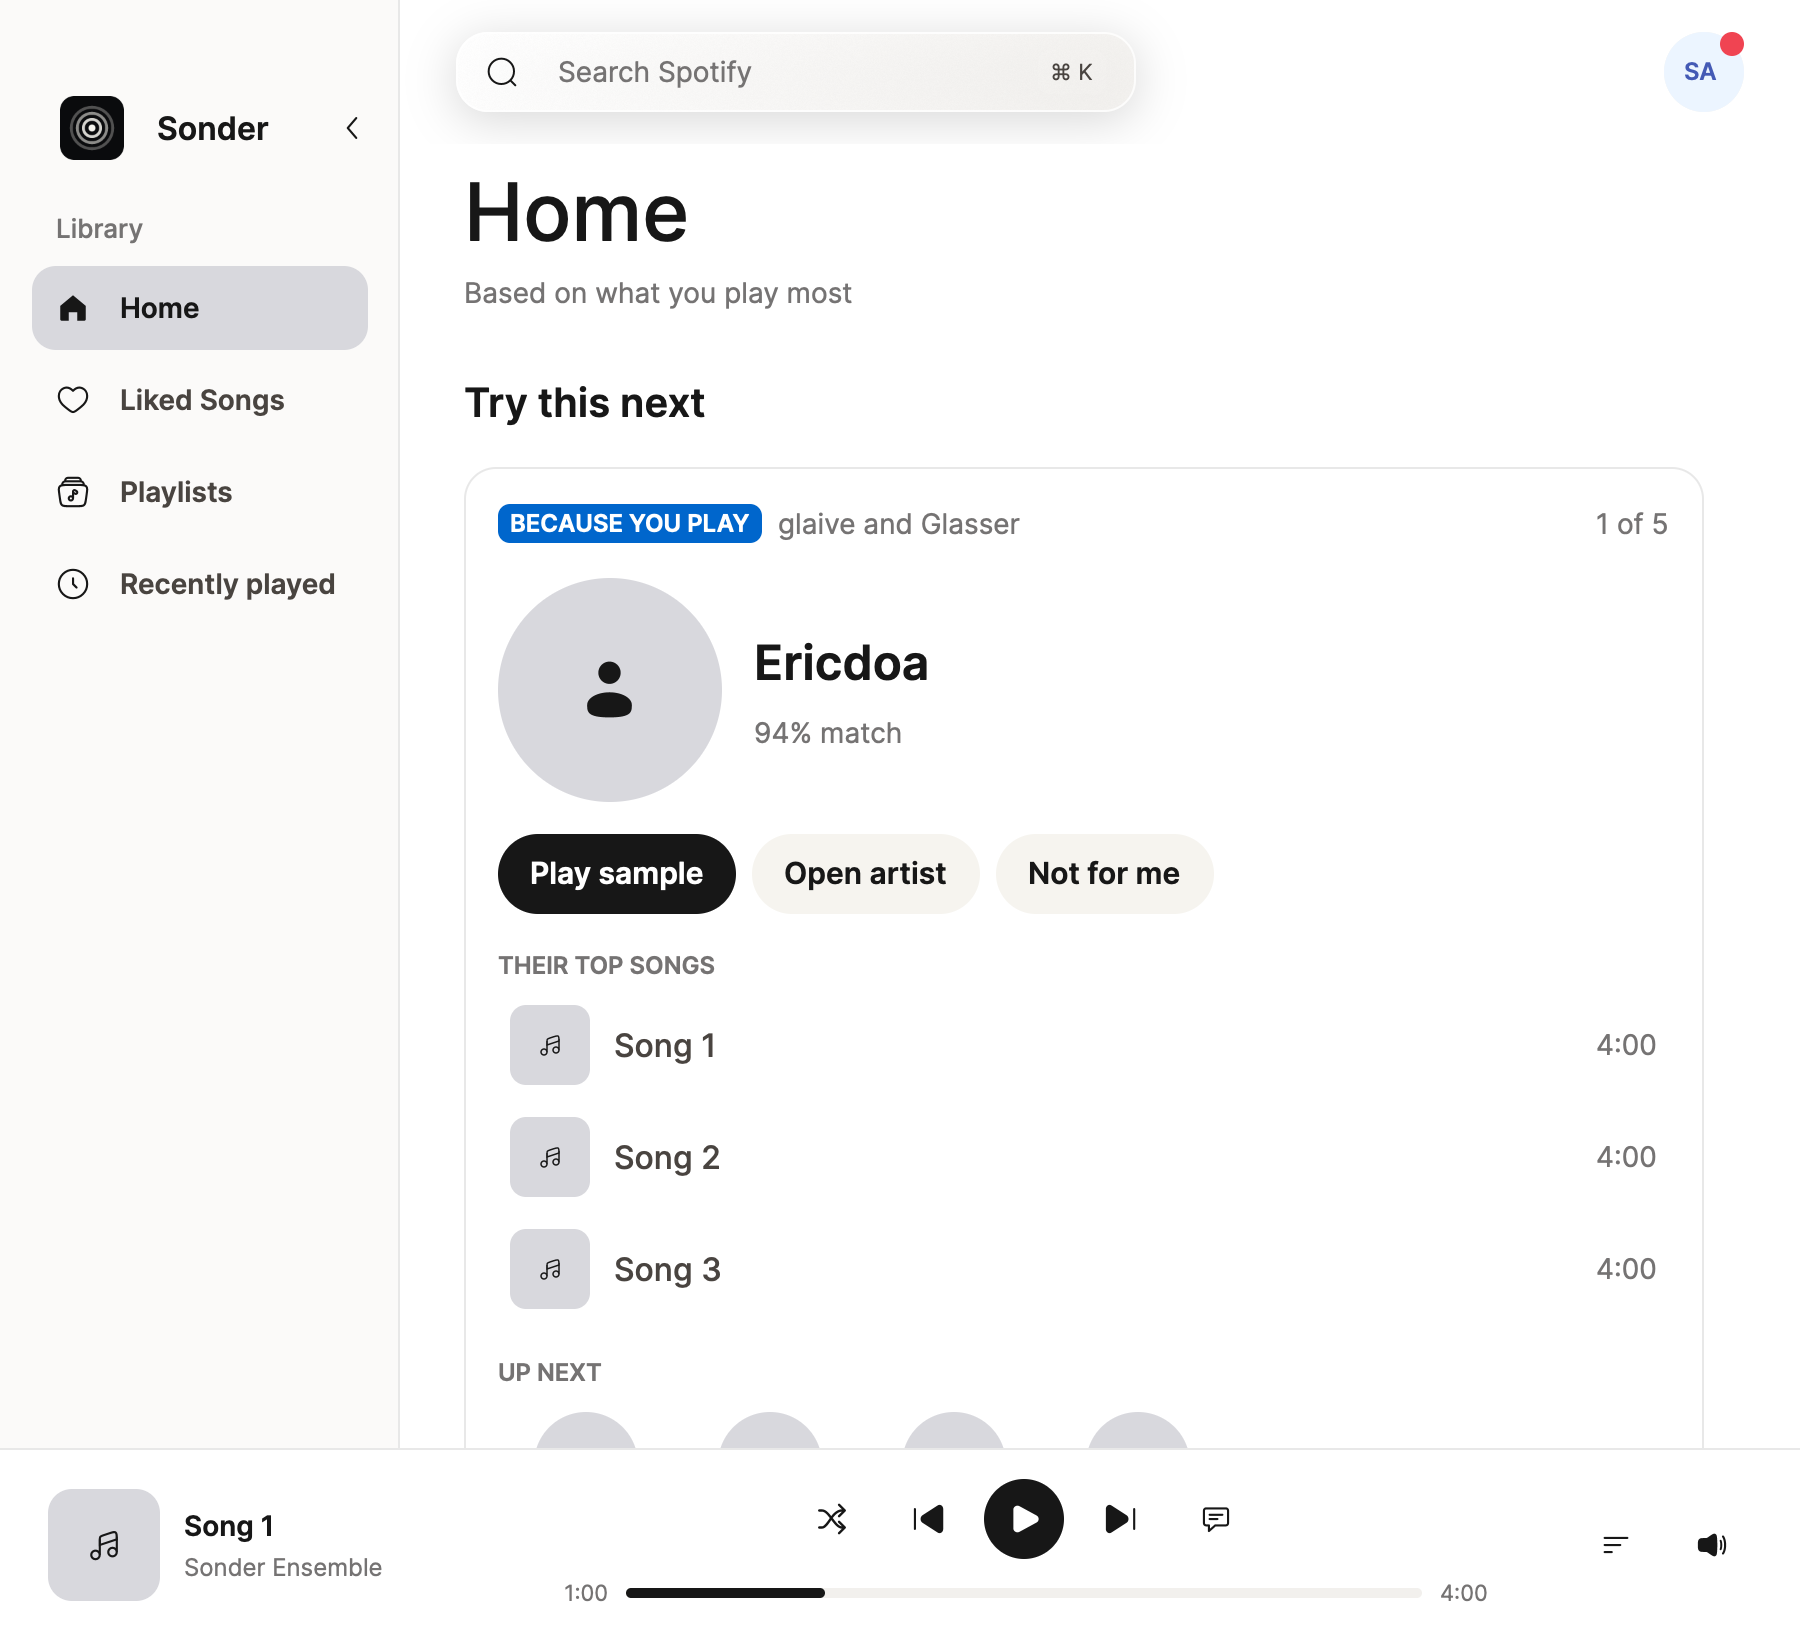 Search Spotify
⌘ K
SA
Sonder
Library
Home
Liked Songs
Playlists
Recently played
Home
Based on what you play most
Try this next
BECAUSE YOU PLAY glaive and Glasser
1 of 5
Ericdoa
94% match
Play sample
Open artist
Not for me
THEIR TOP SONGS
Song 1 4:00
Song 2 4:00
Song 3 4:00
UP NEXT
Song 1
Sonder Ensemble
1:00
4:00